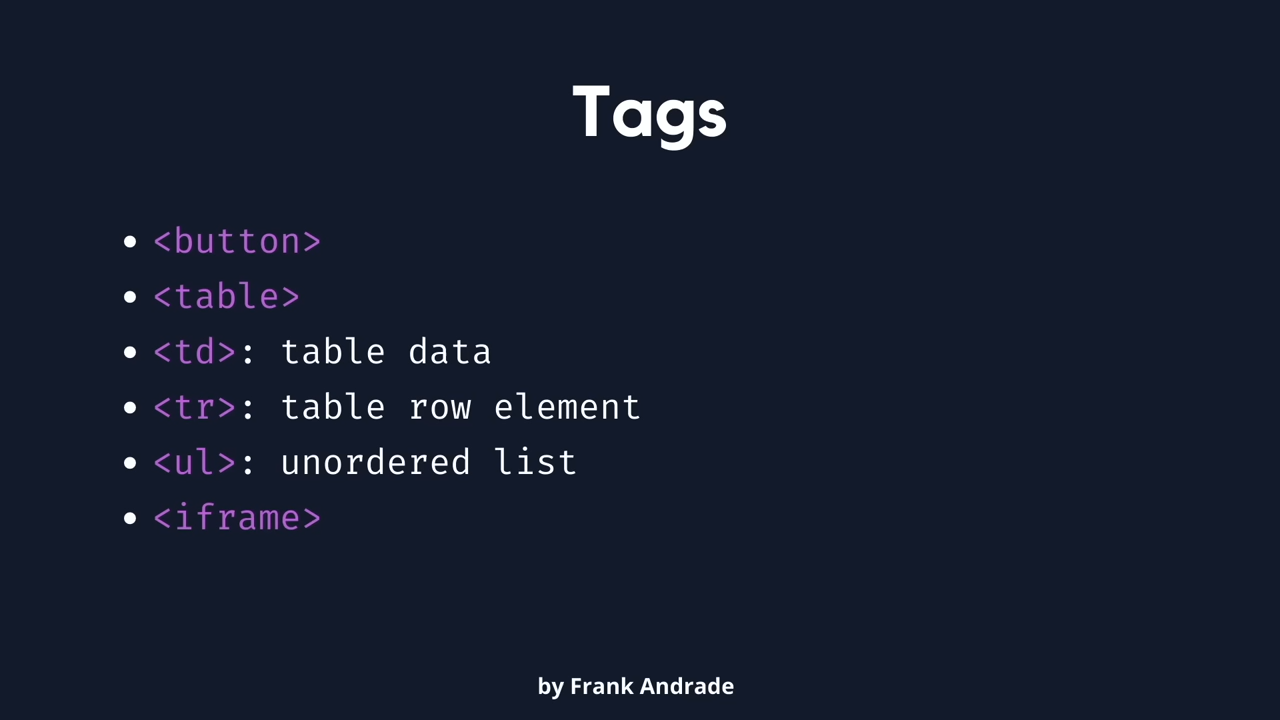 Tags
• <button>
• <table>
• <td>: table data
• <tr>: table row element
• <ul>: unordered list
• <iframe>
by Frank Andrade